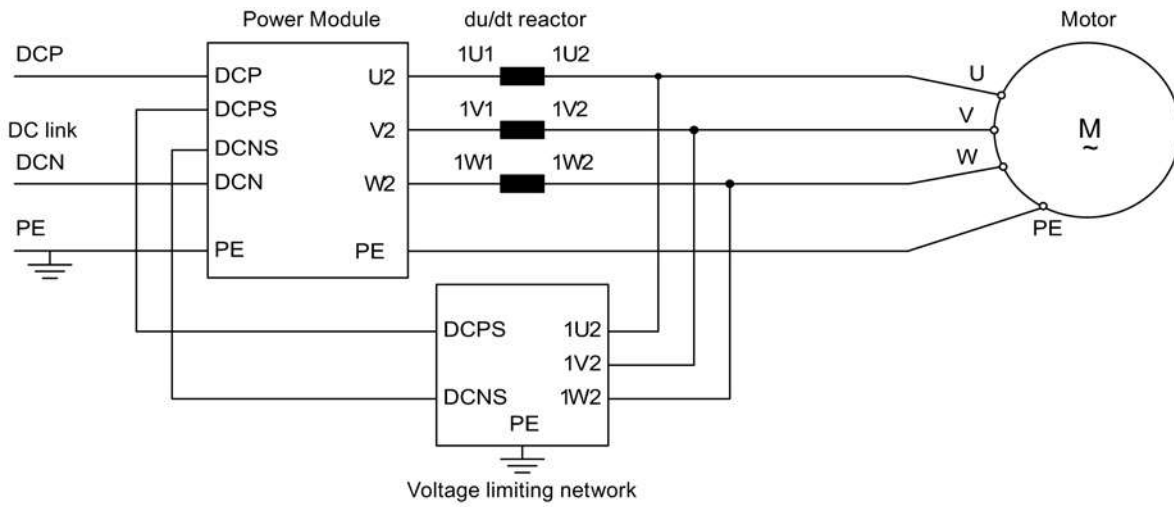 Power Module
du/dt reactor
Motor
DCP
DCP
U2
1U1
1U2
U
DCPS
V2
1V1
1V2
V
M
~
DC link
DCNS
DCN
DCN
W2
1W1
1W2
W
PE
PE
PE
PE
DCPS
1U2
1V2
DCNS
1W2
PE
Voltage limiting network